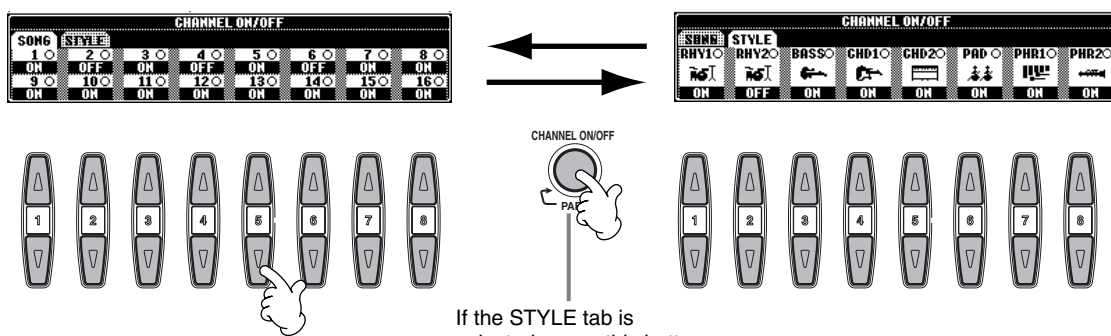 CHANNEL ON/OFF
SONG STYLE
1 2 3 4 5 6 7 8
ON OFF ON OFF ON OFF ON ON
9 10 11 12 13 14 15 16
ON ON ON ON ON ON ON ON
CHANNEL ON/OFF
SONG STYLE
RHY1 RHY2 BASS CHD1 CHD2 PAD PHR1 PHR2
ON OFF ON ON ON ON ON ON
CHANNEL ON/OFF
1 2 3 4 5 6 7 8
1 2 3 4 5 6 7 8
If the STYLE tab is